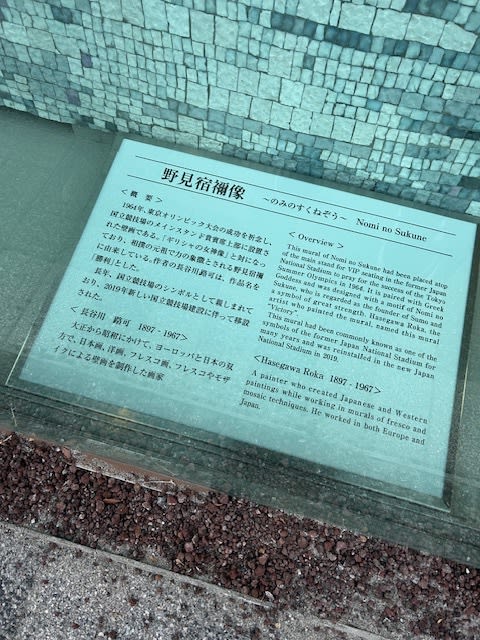 野見宿禰像 ～のみのすくねぞう～ Nomi no Sukune
＜概 要＞
1964年、東京オリンピック大会の成功を祈念し、
国立競技場のメインスタンド貴賓席上部に設置さ
れた壁画である。「ギリシャの女神像」と対になっ
ており、相撲の元祖で力の象徴とされる野見宿禰
に由来している。作者の長谷川路可は、作品名を
「勝利」とした。
長年、国立競技場のシンボルとして親しまれて
おり、2019年新しい国立競技場建設に伴って移設
された。
＜長谷川 路可 1897-1967＞
大正から昭和にかけて、ヨーロッパと日本の双
方で、日本画、洋画、フレスコ画、フレスコやモザ
イクによる壁画を制作した画家
＜Overview＞
This mural of Nomi no Sukune had been placed atop
of the main stand for VIP seating in the former Japan
National Stadium to pray for the success of the Tokyo
Summer Olympics in 1964. It is paired with Greek
Goddess and was designed with a motif of Nomi no
Sukune, who is regarded as the founder of Sumo and
a symbol of great strength. Hasegawa Roka, the
artist who painted the mural, named this mural
"Victory".
This mural had been commonly known as one of the
symbols of the former Japan National Stadium for
many years and was reinstalled in the new Japan
National Stadium in 2019.
＜Hasegawa Roka 1897-1967＞
A painter who created Japanese and Western
paintings while working in murals of fresco and
mosaic techniques. He worked in both Europe and
Japan.